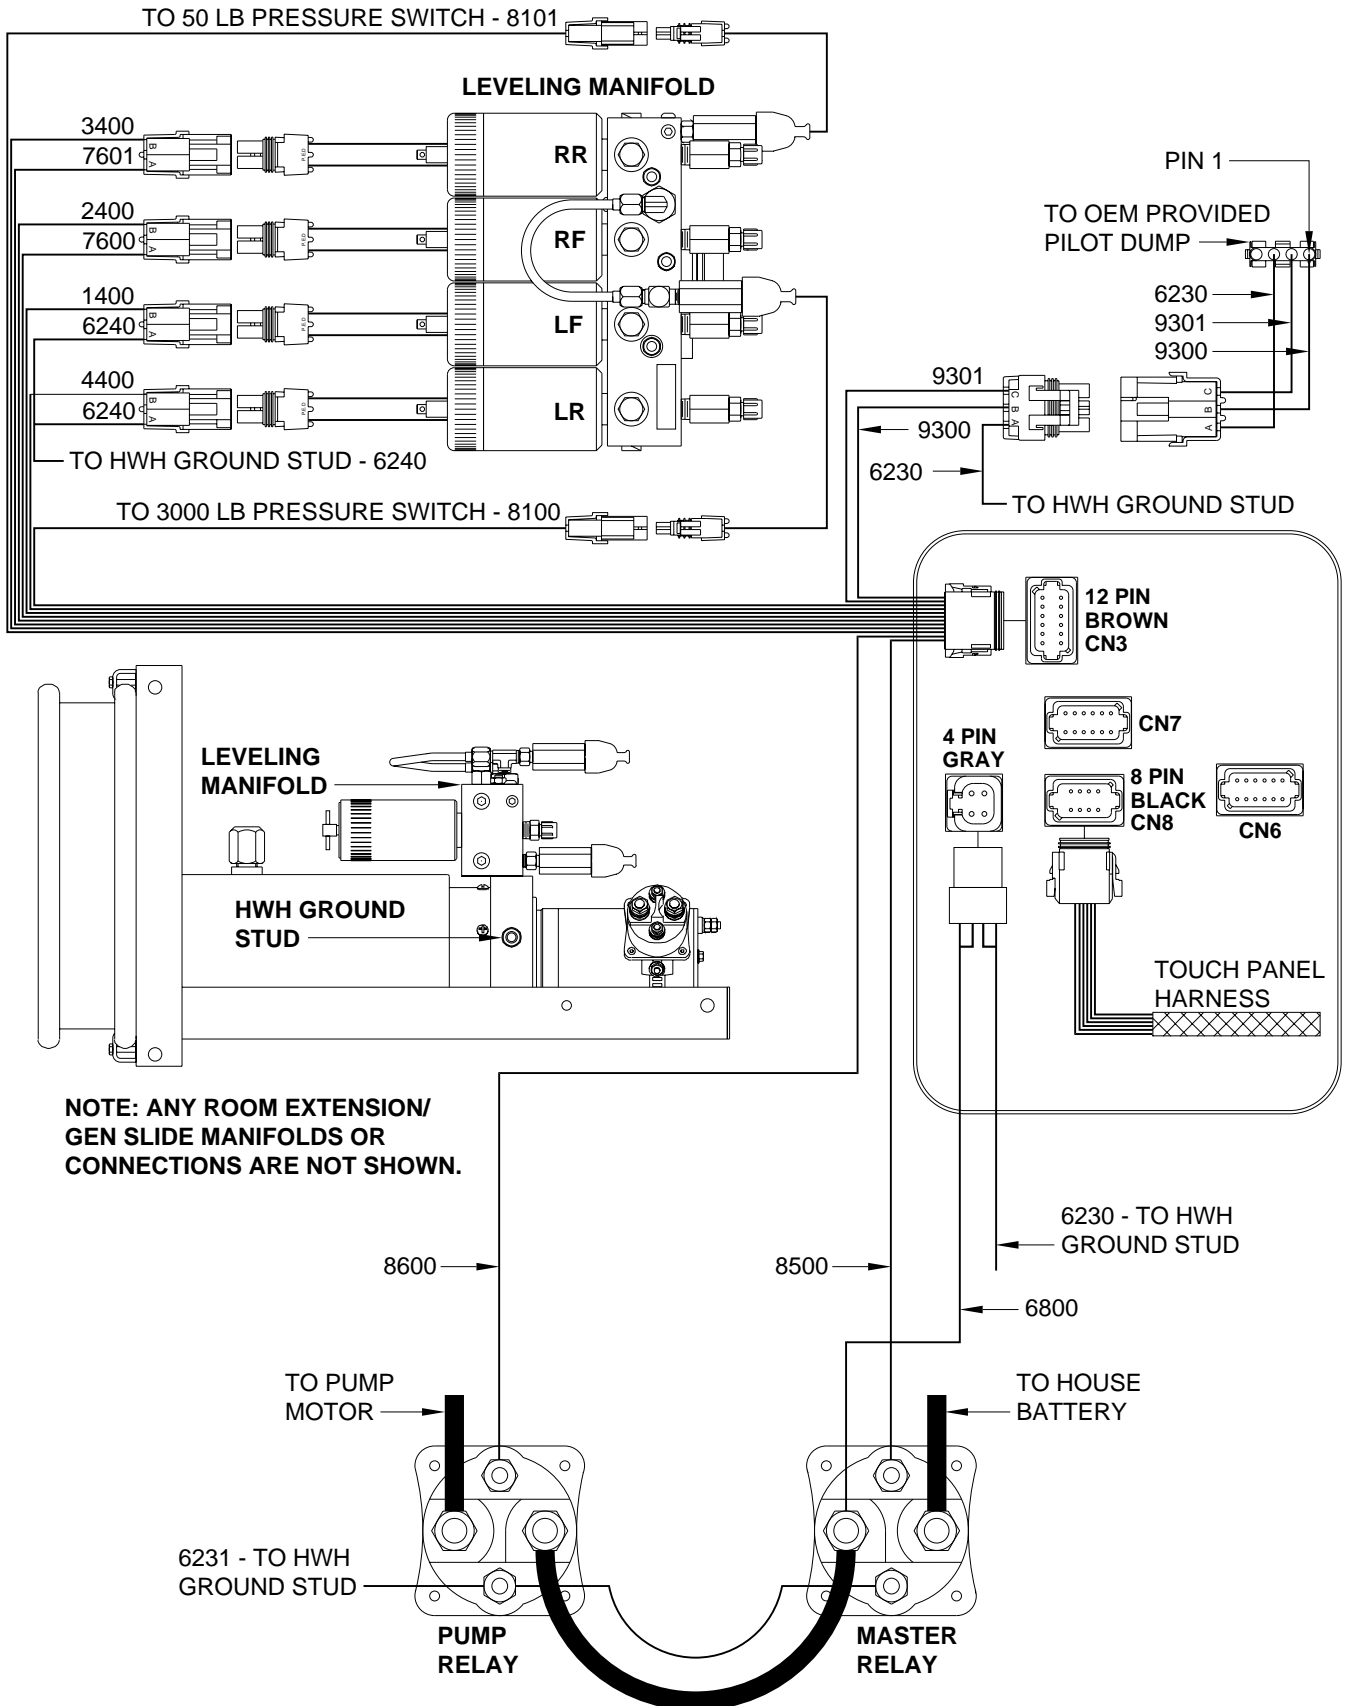 TO 50 LB PRESSURE SWITCH - 8101
LEVELING MANIFOLD
3400
7601
B
A
P.E.D
RR
2400
7600
B
A
P.E.D
RF
1400
6240
B
A
P.E.D
LF
4400
6240
B
A
P.E.D
LR
TO HWH GROUND STUD - 6240
TO 3000 LB PRESSURE SWITCH - 8100
PIN 1
TO OEM PROVIDED
PILOT DUMP
6230
9301
9300
9301
9300
6230
C
B
A
C
B
A
TO HWH GROUND STUD
12 PIN
BROWN
CN3
CN7
4 PIN
GRAY
8 PIN
BLACK
CN8
CN6
TOUCH PANEL
HARNESS
LEVELING
MANIFOLD
HWH GROUND
STUD
NOTE: ANY ROOM EXTENSION/
GEN SLIDE MANIFOLDS OR
CONNECTIONS ARE NOT SHOWN.
8600
8500
6230 - TO HWH
GROUND STUD
6800
TO PUMP
MOTOR
TO HOUSE
BATTERY
6231 - TO HWH
GROUND STUD
PUMP
RELAY
MASTER
RELAY